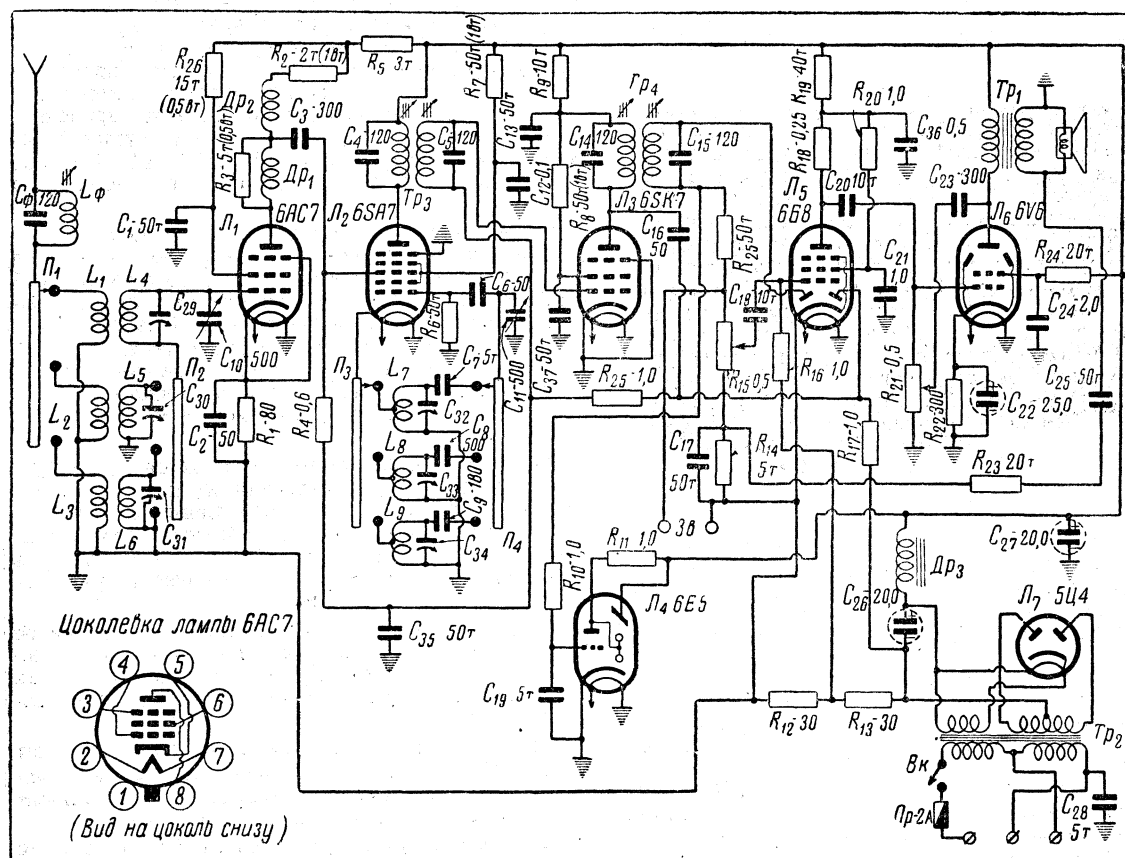 R26
15т
(0,5вт)
R2-2т(1вт)
R5 3т
R7-50т(1вт)
R9-10т
Др2
C3-300
R3-5т(0,5вт)
Др1
C4-120
C5-120
Тр3
C13-50т
C12-0,1
C14-120
Тр4
C15-120
R8-50т(1вт)
R19-40т
R20 1,0
R18-0,25
C36 0,5
Тр1
Cф 120
Lф
C1-50т
Л1
6AC7
Л2 6SA7
Л3 6SK7
C16
50
R25-50т
Л5
6Б8
C20 10т
C23-300
Л6 6V6
R24-20т
П1
L1
L4
C29
C10-500
C6-50
R6-50т
C18-10т
C21
1,0
C24-2,0
П2
L5
C30
L2
C2-50
R1-80
R4-0,6
П3
L7
C7-5т
C32
C11-500
C37-50т
R25-1,0
R15 0,5
R16 1,0
R21-0,5
R22-300
C22-25,0
C25-50т
L8
C8
500
C33
C9-180
L9
C34
П4
C17
50т
R14
5т
R17-1,0
R23 20т
L3
L6
C31
Зв
R11 1,0
R10-1,0
Л4 6E5
C27-20,0
Др3
C26-20,0
Л7 5Ц4
C35 50т
C19 5т
R12-30
R13-30
Тр2
Вк
Пр-2А
C28
5т
Цоколевка лампы 6AC7
4
5
3
6
2
7
1
8
(Вид на цоколь снизу)